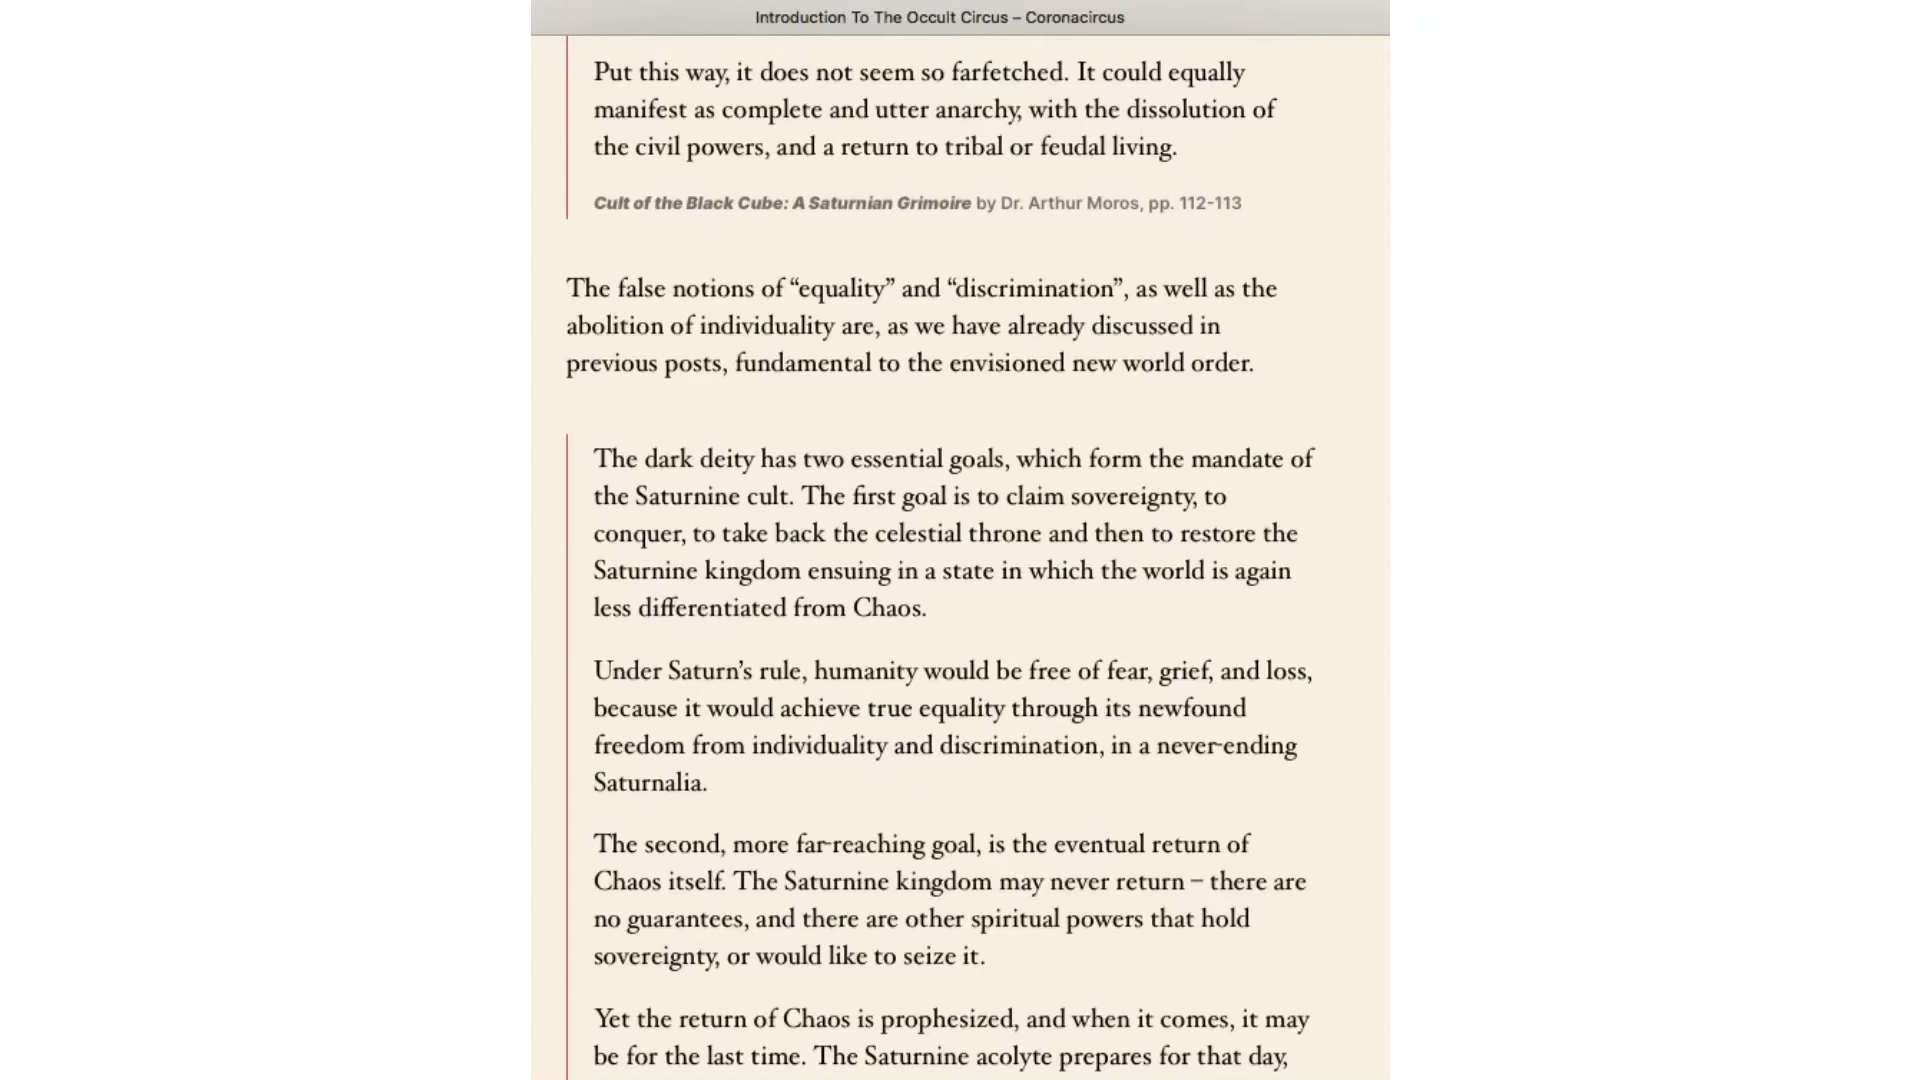 Introduction To The Occult Circus – Coronacircus
Put this way, it does not seem so farfetched. It could equally
manifest as complete and utter anarchy, with the dissolution of
the civil powers, and a return to tribal or feudal living.
Cult of the Black Cube: A Saturnian Grimoire by Dr. Arthur Moros, pp. 112-113
The false notions of “equality” and “discrimination”, as well as the
abolition of individuality are, as we have already discussed in
previous posts, fundamental to the envisioned new world order.
The dark deity has two essential goals, which form the mandate of
the Saturnine cult. The first goal is to claim sovereignty, to
conquer, to take back the celestial throne and then to restore the
Saturnine kingdom ensuing in a state in which the world is again
less differentiated from Chaos.
Under Saturn’s rule, humanity would be free of fear, grief, and loss,
because it would achieve true equality through its newfound
freedom from individuality and discrimination, in a never-ending
Saturnalia.
The second, more far-reaching goal, is the eventual return of
Chaos itself. The Saturnine kingdom may never return – there are
no guarantees, and there are other spiritual powers that hold
sovereignty, or would like to seize it.
Yet the return of Chaos is prophesized, and when it comes, it may
be for the last time. The Saturnine acolyte prepares for that day,